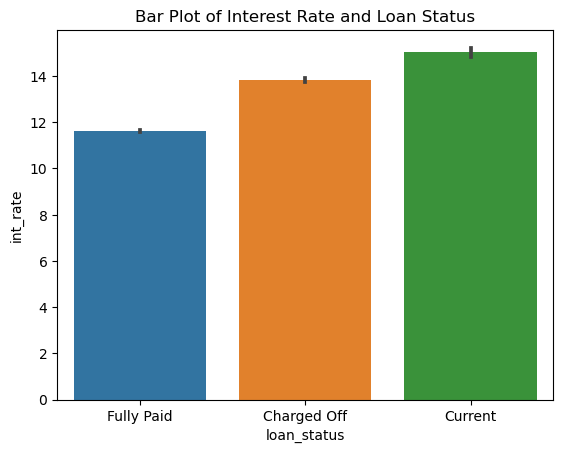 Bar Plot of Interest Rate and Loan Status
14
12
10
8
6
4
2
0
int_rate
Fully Paid Charged Off Current
loan_status